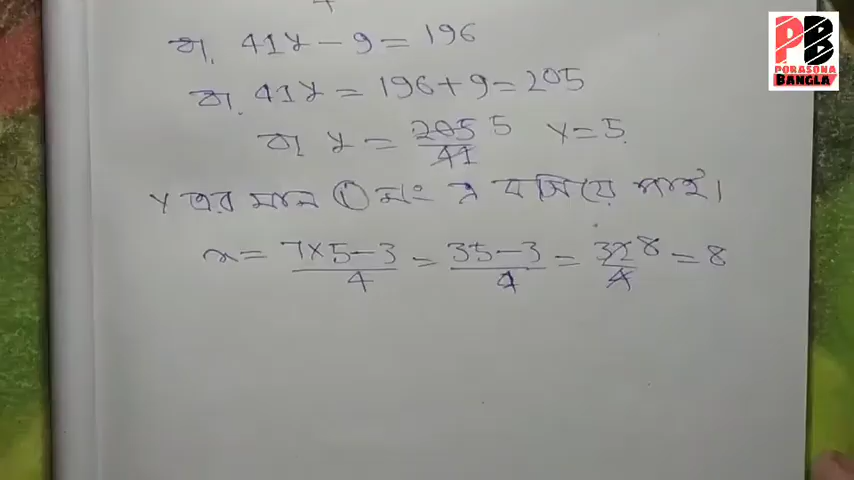 বা, 41y - 9 = 196
বা, 41y = 196 + 9 = 205
বা y = 205/41 5 y = 5.
y এর মান ① নং এ বসিয়ে পাই।
x = 7×5-3/4 = 35-3/4 = 32/4 8 = 8
PB
PORASONA
BANGLA